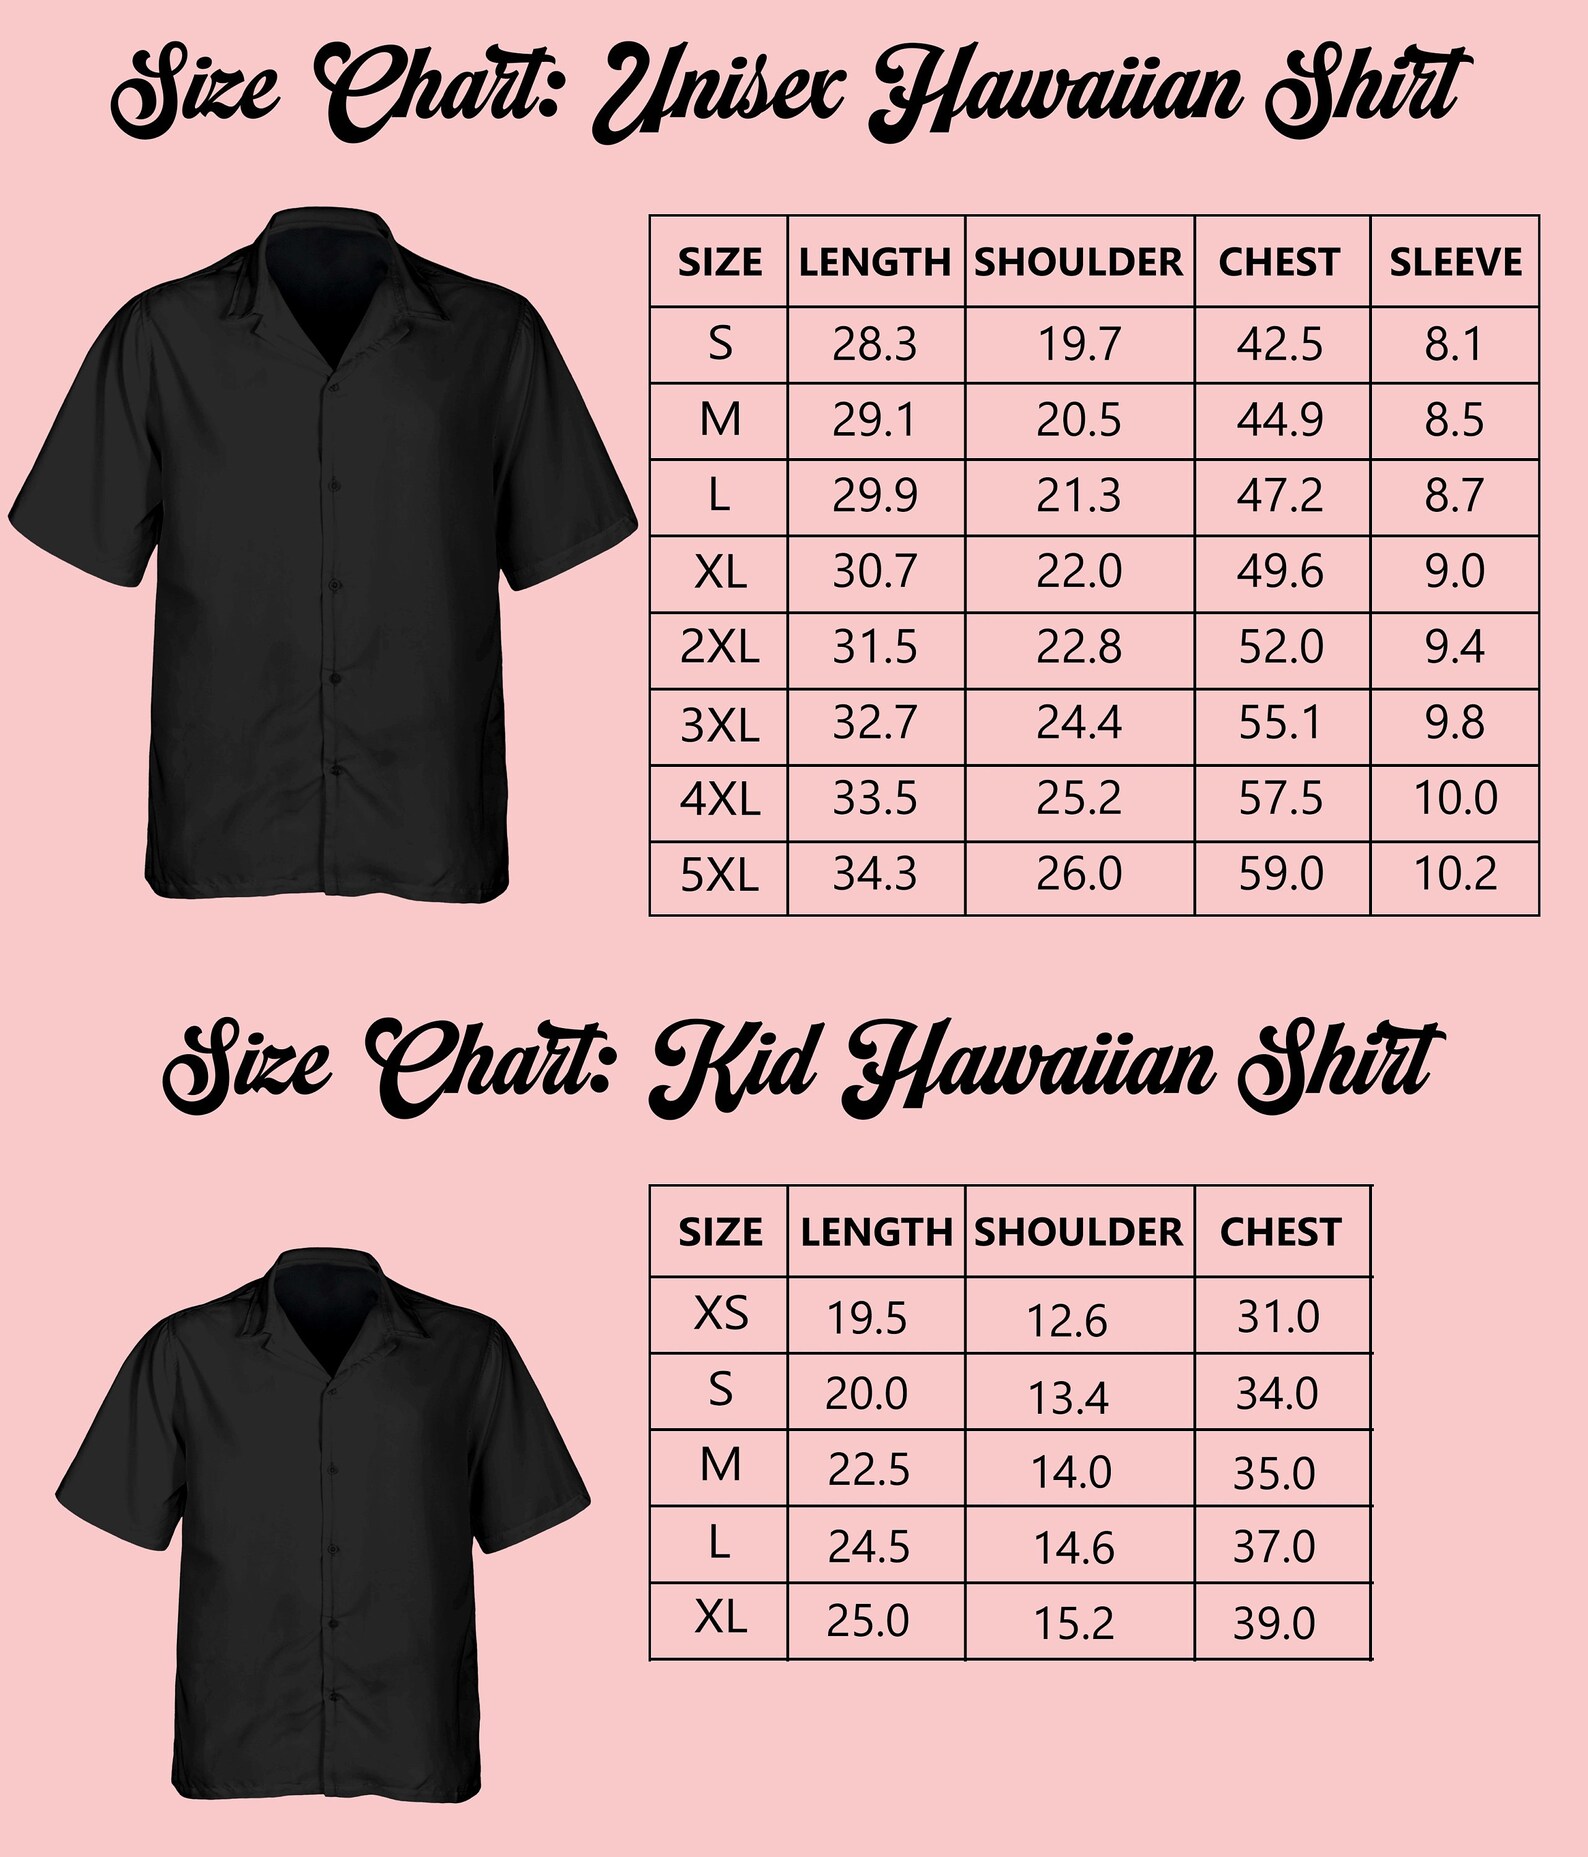 Size Chart: Unisex Hawaiian Shirt
SIZE LENGTH SHOULDER CHEST SLEEVE
S 28.3 19.7 42.5 8.1
M 29.1 20.5 44.9 8.5
L 29.9 21.3 47.2 8.7
XL 30.7 22.0 49.6 9.0
2XL 31.5 22.8 52.0 9.4
3XL 32.7 24.4 55.1 9.8
4XL 33.5 25.2 57.5 10.0
5XL 34.3 26.0 59.0 10.2
Size Chart: Kid Hawaiian Shirt
SIZE LENGTH SHOULDER CHEST
XS 19.5 12.6 31.0
S 20.0 13.4 34.0
M 22.5 14.0 35.0
L 24.5 14.6 37.0
XL 25.0 15.2 39.0